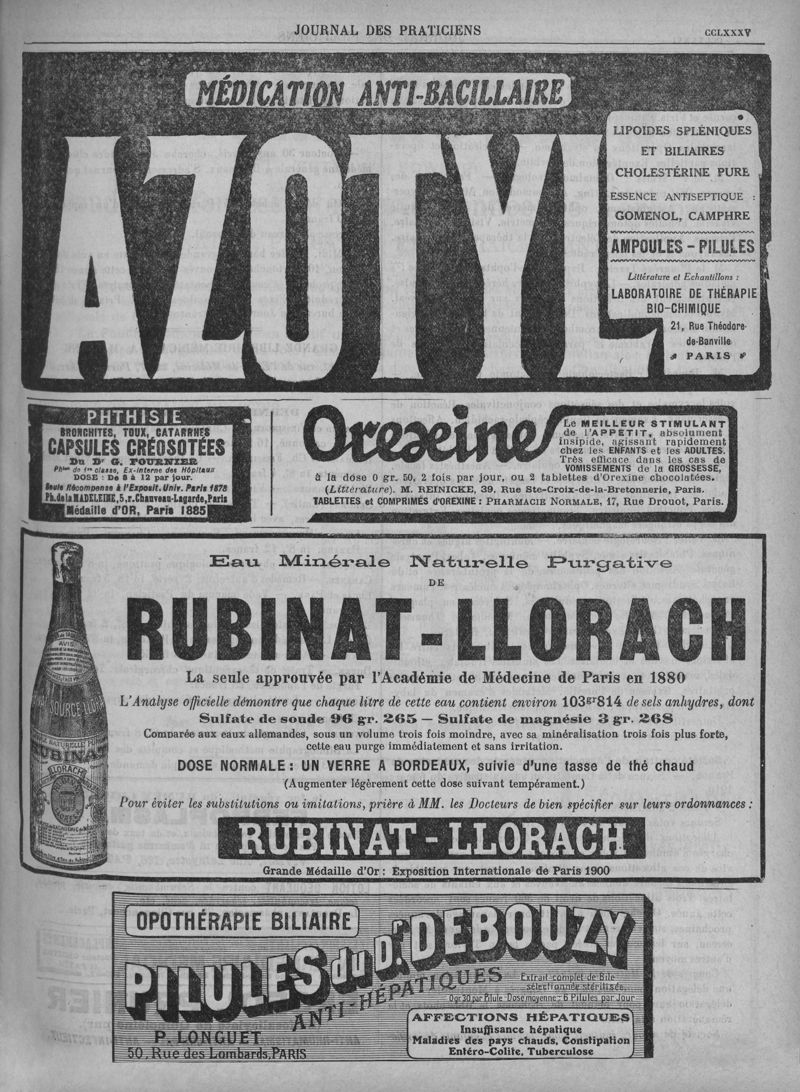 JOURNAL DES PRATICIENS
CCLXXXV
MÉDICATION ANTI-BACILLAIRE
AZOTYL
LIPOIDES SPLÉNIQUES
ET BILIAIRES
CHOLESTÉRINE PURE
ESSENCE ANTISEPTIQUE :
GOMENOL, CAMPHRE
AMPOULES - PILULES
Littérature et Echantillons :
LABORATOIRE DE THÉRAPIE
BIO-CHIMIQUE
21, Rue Théodore-
de-Banville
PARIS
PHTHISIE
BRONCHITES, TOUX, CATARRHES
CAPSULES CRÉOSOTÉES
Du Dr G. FOURNIER
Phien de 1re classe, Ex-Interne des Hôpitaux
DOSE : De 8 à 12 par jour.
Seule Récompense à l'Exposit. Univ. Paris 1878
Ph. de la MADELEINE, 5, r. Chauveau-Lagarde, Paris
Médaille d'OR, Paris 1885
Orexine
Le MEILLEUR STIMULANT
de l'APPÉTIT, absolument
insipide, agissant rapidement
chez les ENFANTS et les ADULTES.
Très efficace dans les cas de
VOMISSEMENTS de la GROSSESSE,
à la dose 0 gr. 50, 2 fois par jour, ou 2 tablettes d'Orexine chocolatées.
(Littérature). M. REINICKE, 39, Rue Ste-Croix-de-la-Bretonnerie, Paris.
TABLETTES et COMPRIMÉS d'OREXINE : PHARMACIE NORMALE, 17, Rue Drouot, Paris.
Eau Minérale Naturelle Purgative
DE
RUBINAT - LLORACH
La seule approuvée par l'Académie de Médecine de Paris en 1880
L'Analyse officielle démontre que chaque litre de cette eau contient environ 103gr814 de sels anhydres, dont
Sulfate de soude 96 gr. 265 — Sulfate de magnésie 3 gr. 268
Comparée aux eaux allemandes, sous un volume trois fois moindre, avec sa minéralisation trois fois plus forte,
cette eau purge immédiatement et sans irritation.
DOSE NORMALE : UN VERRE A BORDEAUX, suivie d'une tasse de thé chaud
(Augmenter légèrement cette dose suivant tempérament.)
Pour éviter les substitutions ou imitations, prière à MM. les Docteurs de bien spécifier sur leurs ordonnances :
RUBINAT - LLORACH
Grande Médaille d'Or : Exposition Internationale de Paris 1900
AVIS
SOURCE LLORACH
RUBINAT
LLORACH
OPOTHÉRAPIE BILIAIRE
PILULES du Dr DEBOUZY
ANTI-HÉPATIQUES
Extrait complet de Bile
sélectionnée stérilisée.
0 gr. 30 par Pilule - Dose moyenne = 6 Pilules par Jour
P. LONGUET
50, Rue des Lombards, PARIS
AFFECTIONS HÉPATIQUES
Insuffisance hépatique
Maladies des pays chauds, Constipation
Entéro-Colite, Tuberculose